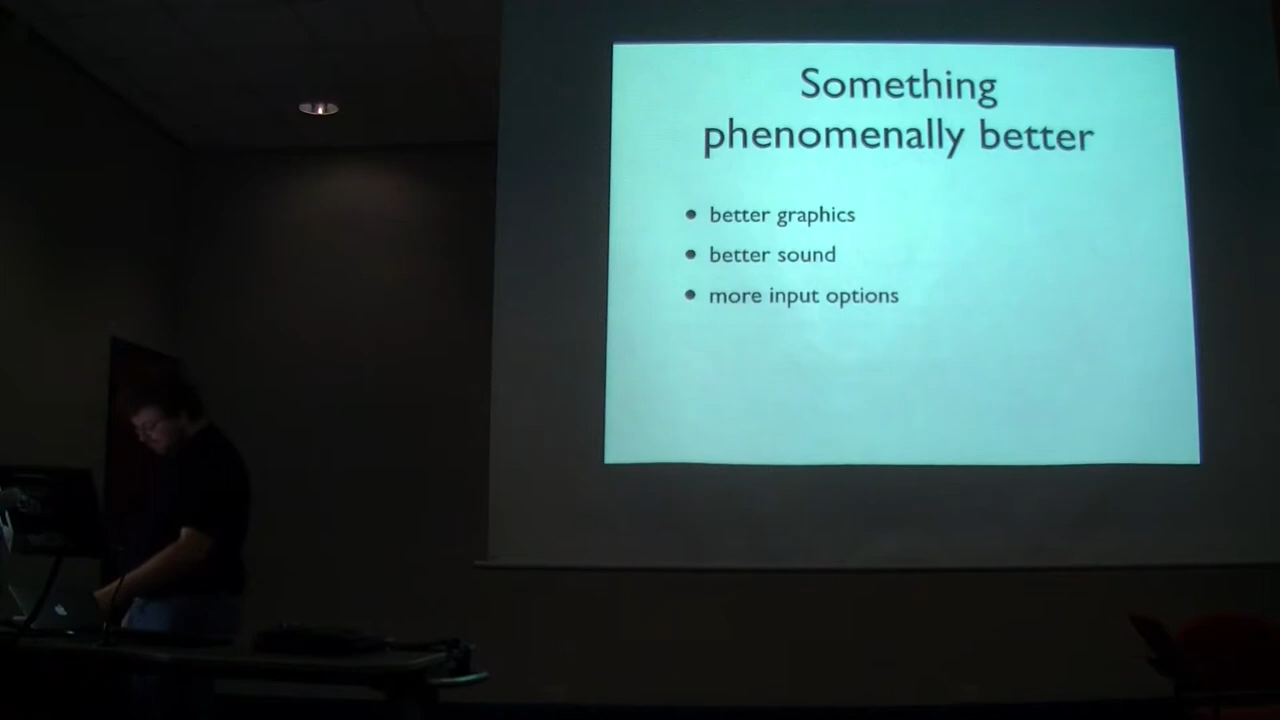 Something
phenomenally better
• better graphics
• better sound
• more input options